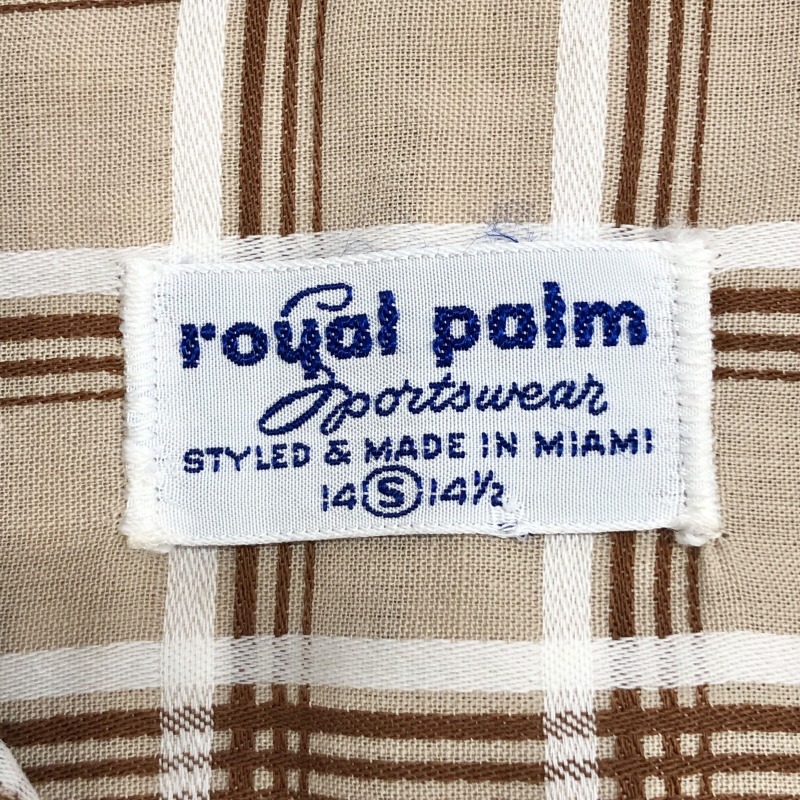 royal palm
Sportswear
STYLED & MADE IN MIAMI
14 S 14½